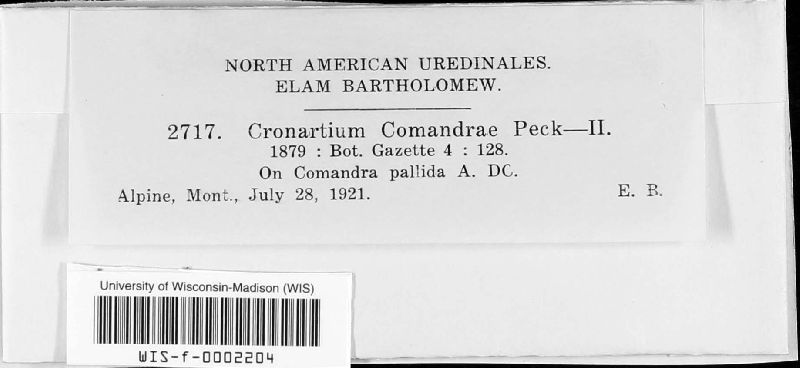 NORTH AMERICAN UREDINALES.
ELAM BARTHOLOMEW.
2717. Cronartium Comandrae Peck—II.
1879 : Bot. Gazette 4 : 128.
On Comandra pallida A. DC.
Alpine, Mont., July 28, 1921. E. B.
University of Wisconsin-Madison (WIS)
WIS-f-0002204